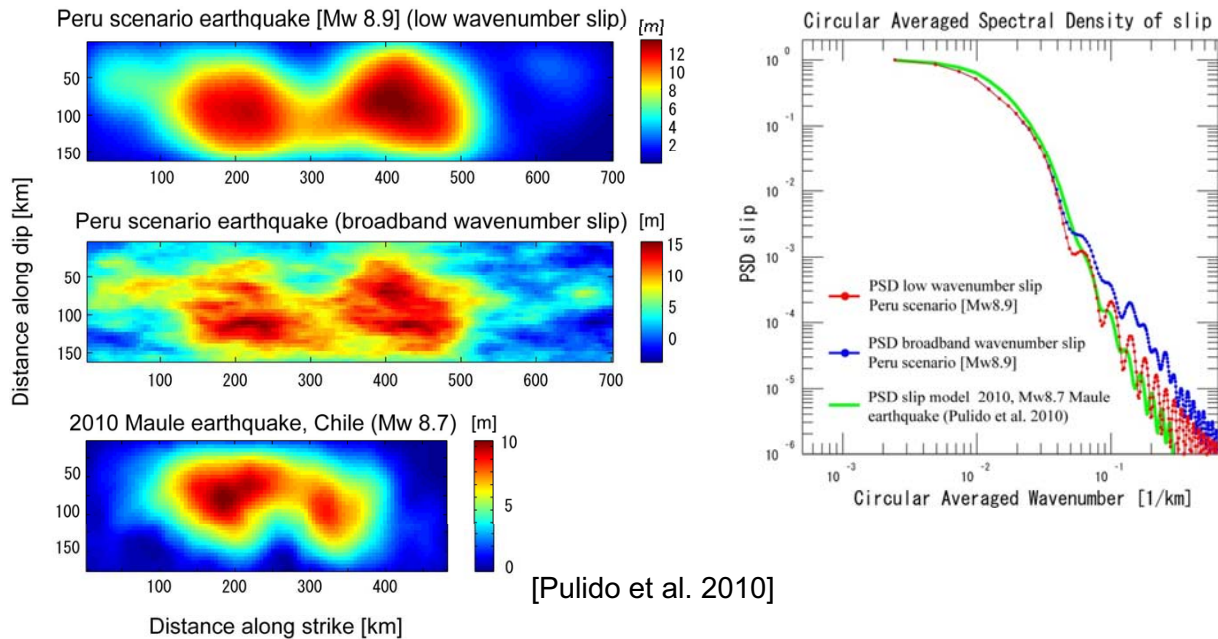 Peru scenario earthquake [Mw 8.9] (low wavenumber slip)
[m]
50
100
150
100 200 300 400 500 600 700
12
10
8
6
4
2
Peru scenario earthquake (broadband wavenumber slip)
[m]
50
100
150
100 200 300 400 500 600 700
15
10
5
0
2010 Maule earthquake, Chile (Mw 8.7)
[m]
50
100
150
100 200 300 400
10
5
0
Distance along dip [km]
Distance along strike [km]
[Pulido et al. 2010]
Circular Averaged Spectral Density of slip
10^0
10^-1
10^-2
10^-3
10^-4
10^-5
10^-6
PSD slip
PSD low wavenumber slip
Peru scenario [Mw8.9]
PSD broadband wavenumber slip
Peru scenario [Mw8.9]
PSD slip model 2010, Mw8.7 Maule
earthquake (Pulido et al. 2010)
10^-3 10^-2 10^-1
Circular Averaged Wavenumber [1/km]